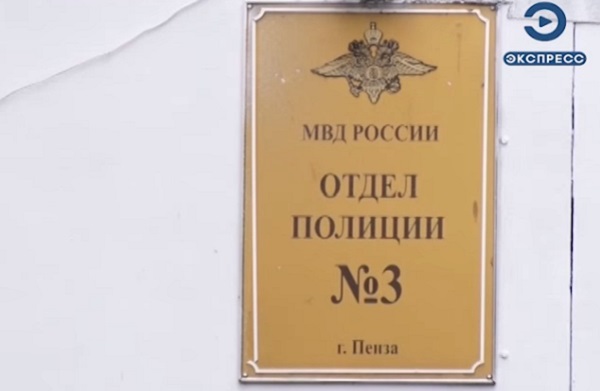 ЭКСПРЕСС
МВД РОССИИ
ОТДЕЛ
ПОЛИЦИИ
№3
г. Пенза